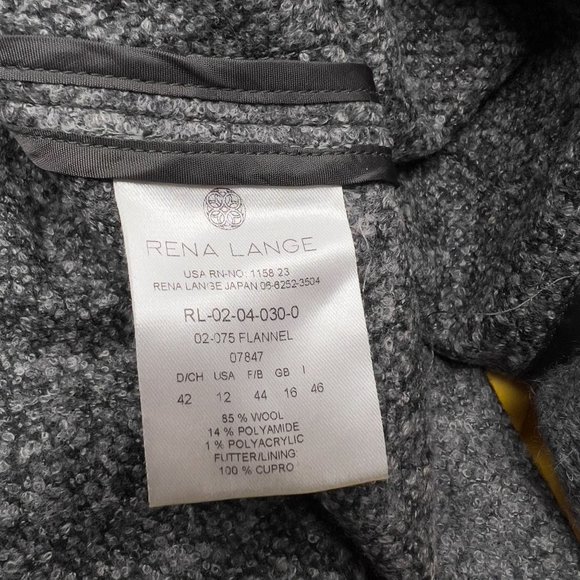 RENA LANGE
USA RN-NO: 1158 23
RENA LANGE JAPAN 06-6252-3504
RL-02-04-030-0
02-075 FLANNEL
07847
D/CH USA F/B GB I
42 12 44 16 46
85 % WOOL
14 % POLYAMIDE
1 % POLYACRYLIC
FUTTER/LINING
100 % CUPRO